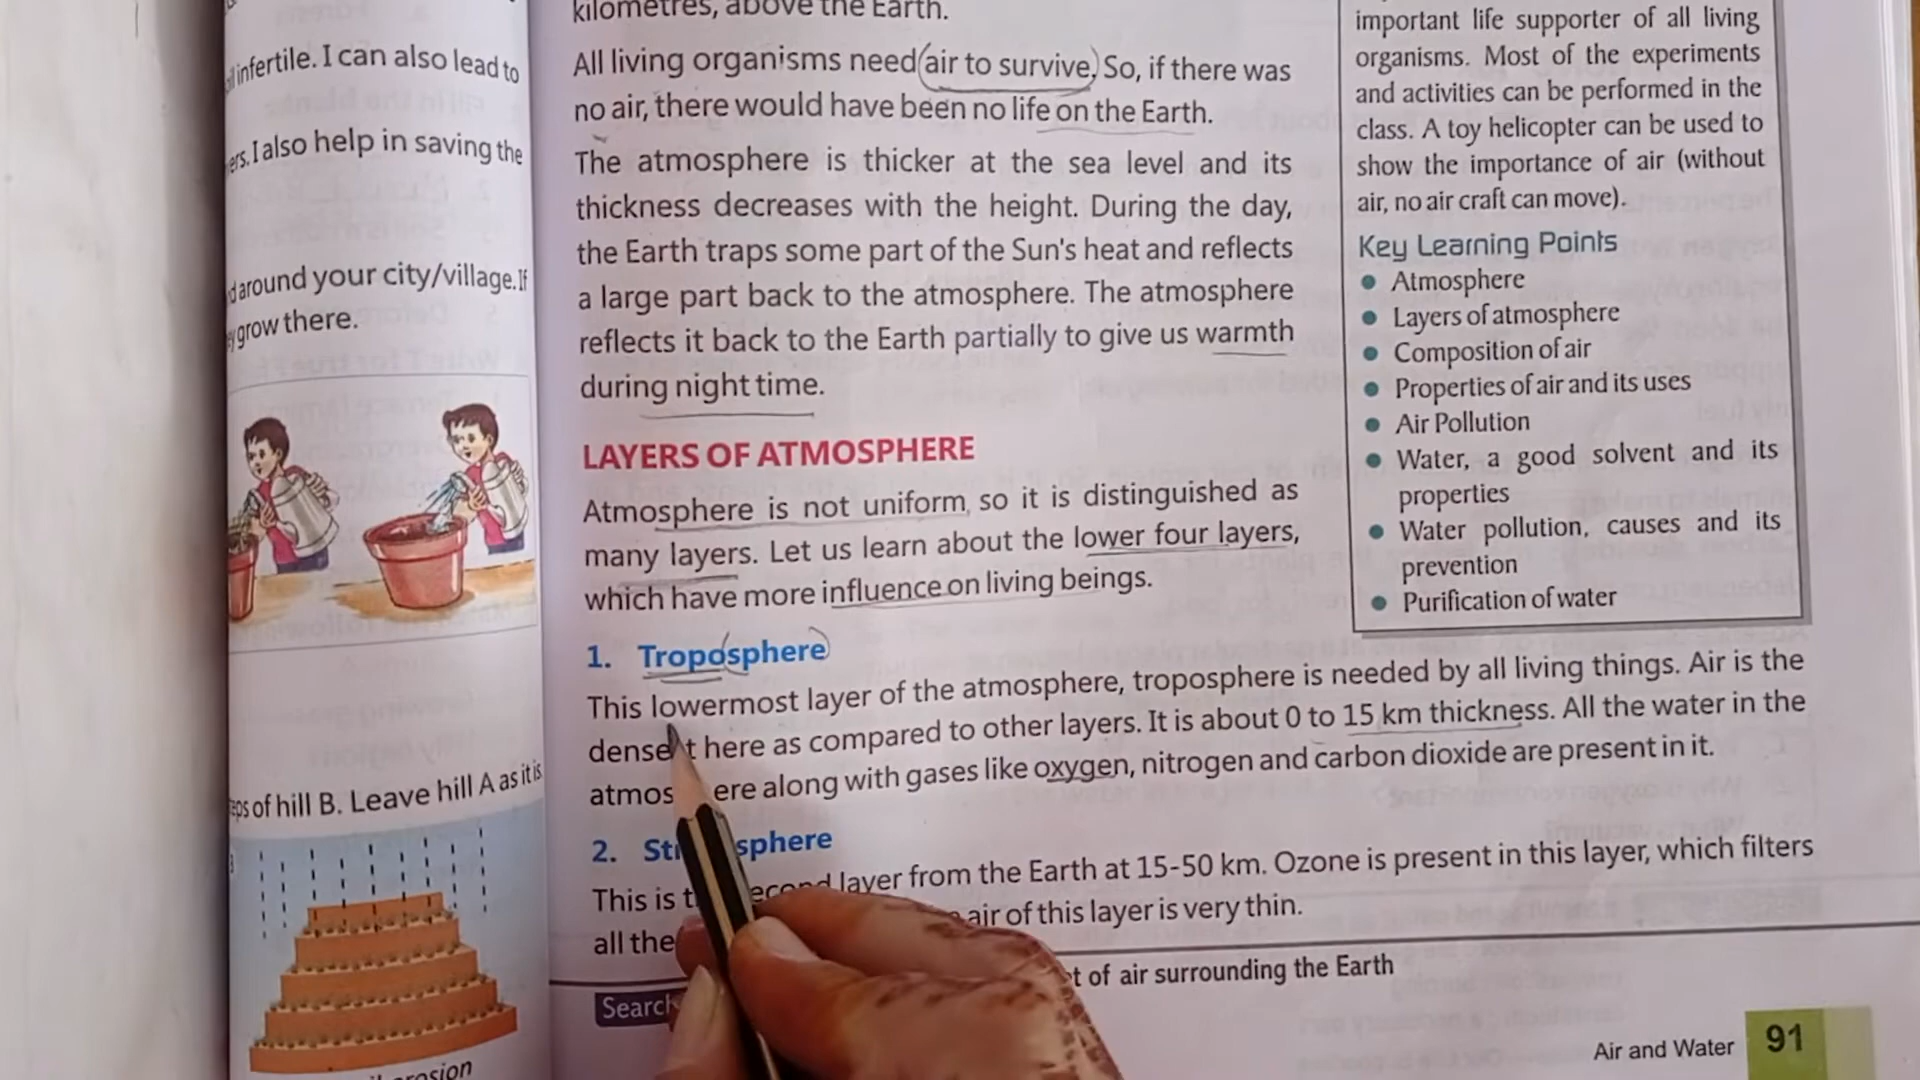 infertile. I can also lead to
I also help in saving the
around your city/village. If
grow there.
of hill B. Leave hill A as it is
kilometres, above the Earth.
All living organisms need air to survive. So, if there was
no air, there would have been no life on the Earth.
The atmosphere is thicker at the sea level and its
thickness decreases with the height. During the day,
the Earth traps some part of the Sun's heat and reflects
a large part back to the atmosphere. The atmosphere
reflects it back to the Earth partially to give us warmth
during night time.
LAYERS OF ATMOSPHERE
Atmosphere is not uniform, so it is distinguished as
many layers. Let us learn about the lower four layers,
which have more influence on living beings.
1. Troposphere
This lowermost layer of the atmosphere, troposphere is needed by all living things. Air is the
here as compared to other layers. It is about 0 to 15 km thickness. All the water in the
along with gases like oxygen, nitrogen and carbon dioxide are present in it.
2.
This is layer from the Earth at 15-50 km. Ozone is present in this layer, which filters
all the air of this layer is very thin.
of air surrounding the Earth
Search
important life supporter of all living
organisms. Most of the experiments
and activities can be performed in the
class. A toy helicopter can be used to
show the importance of air (without
air, no air craft can move).
Key Learning Points
● Atmosphere
● Layers of atmosphere
● Composition of air
● Properties of air and its uses
● Air Pollution
● Water, a good solvent and its
properties
● Water pollution, causes and its
prevention
● Purification of water
Air and Water 91